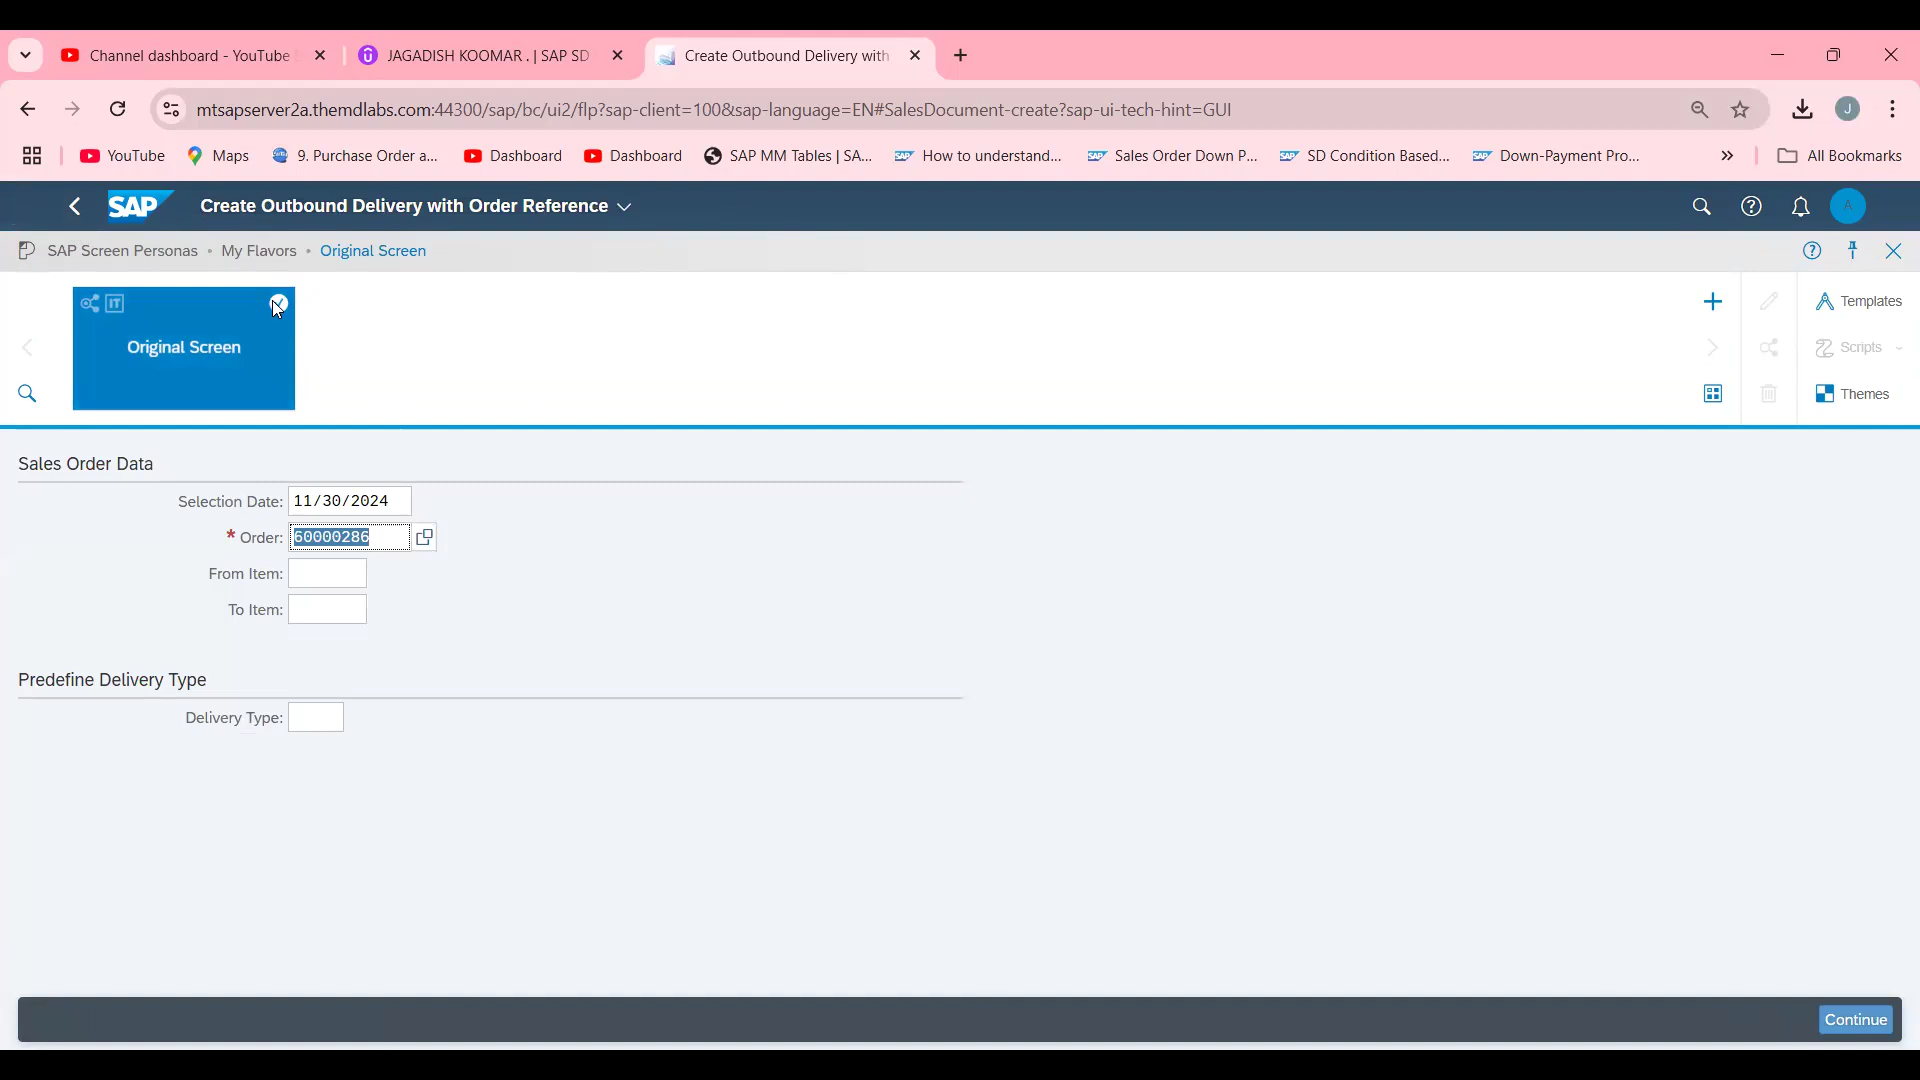 Channel dashboard - YouTube
JAGADISH KOOMAR . | SAP SD
Create Outbound Delivery with
mtsapserver2a.themdlabs.com:44300/sap/bc/ui2/flp?sap-client=100&sap-language=EN#SalesDocument-create?sap-ui-tech-hint=GUI
J
YouTube
Maps
9. Purchase Order a...
Dashboard
Dashboard
SAP MM Tables | SA...
How to understand...
Sales Order Down P...
SD Condition Based...
Down-Payment Pro...
All Bookmarks
SAP
Create Outbound Delivery with Order Reference
A
SAP Screen Personas • My Flavors • Original Screen
IT
Original Screen
Templates
Scripts
Themes
Sales Order Data
Selection Date: 11/30/2024
* Order: 60000286
From Item:
To Item:
Predefine Delivery Type
Delivery Type:
Continue